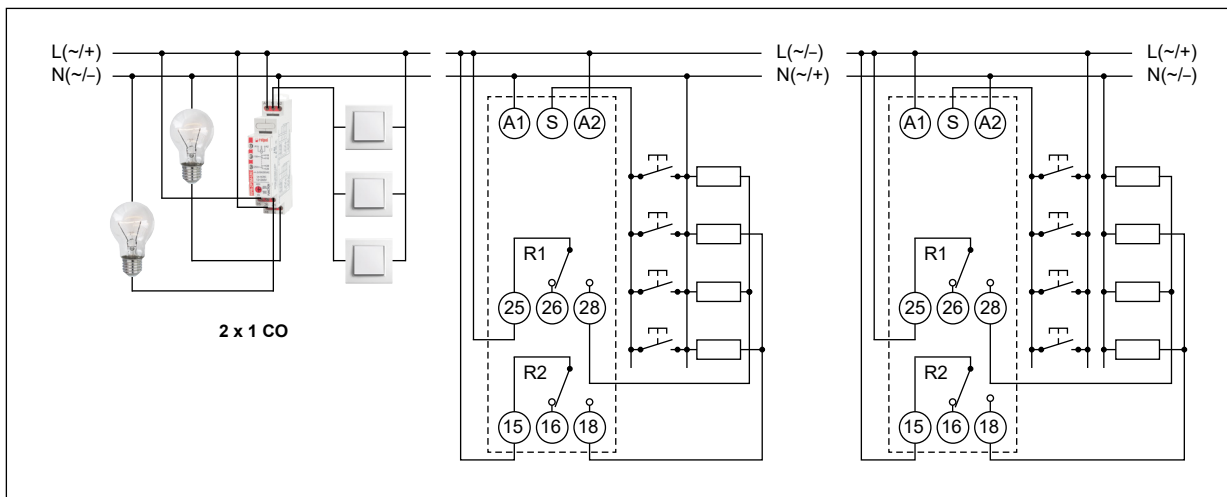 L(~/+)
N(~/–)
2 x 1 CO
L(~/–)
N(~/+)
A1 S A2
R1
25 26 28
R2
15 16 18
L(~/+)
N(~/–)
A1 S A2
R1
25 26 28
R2
15 16 18